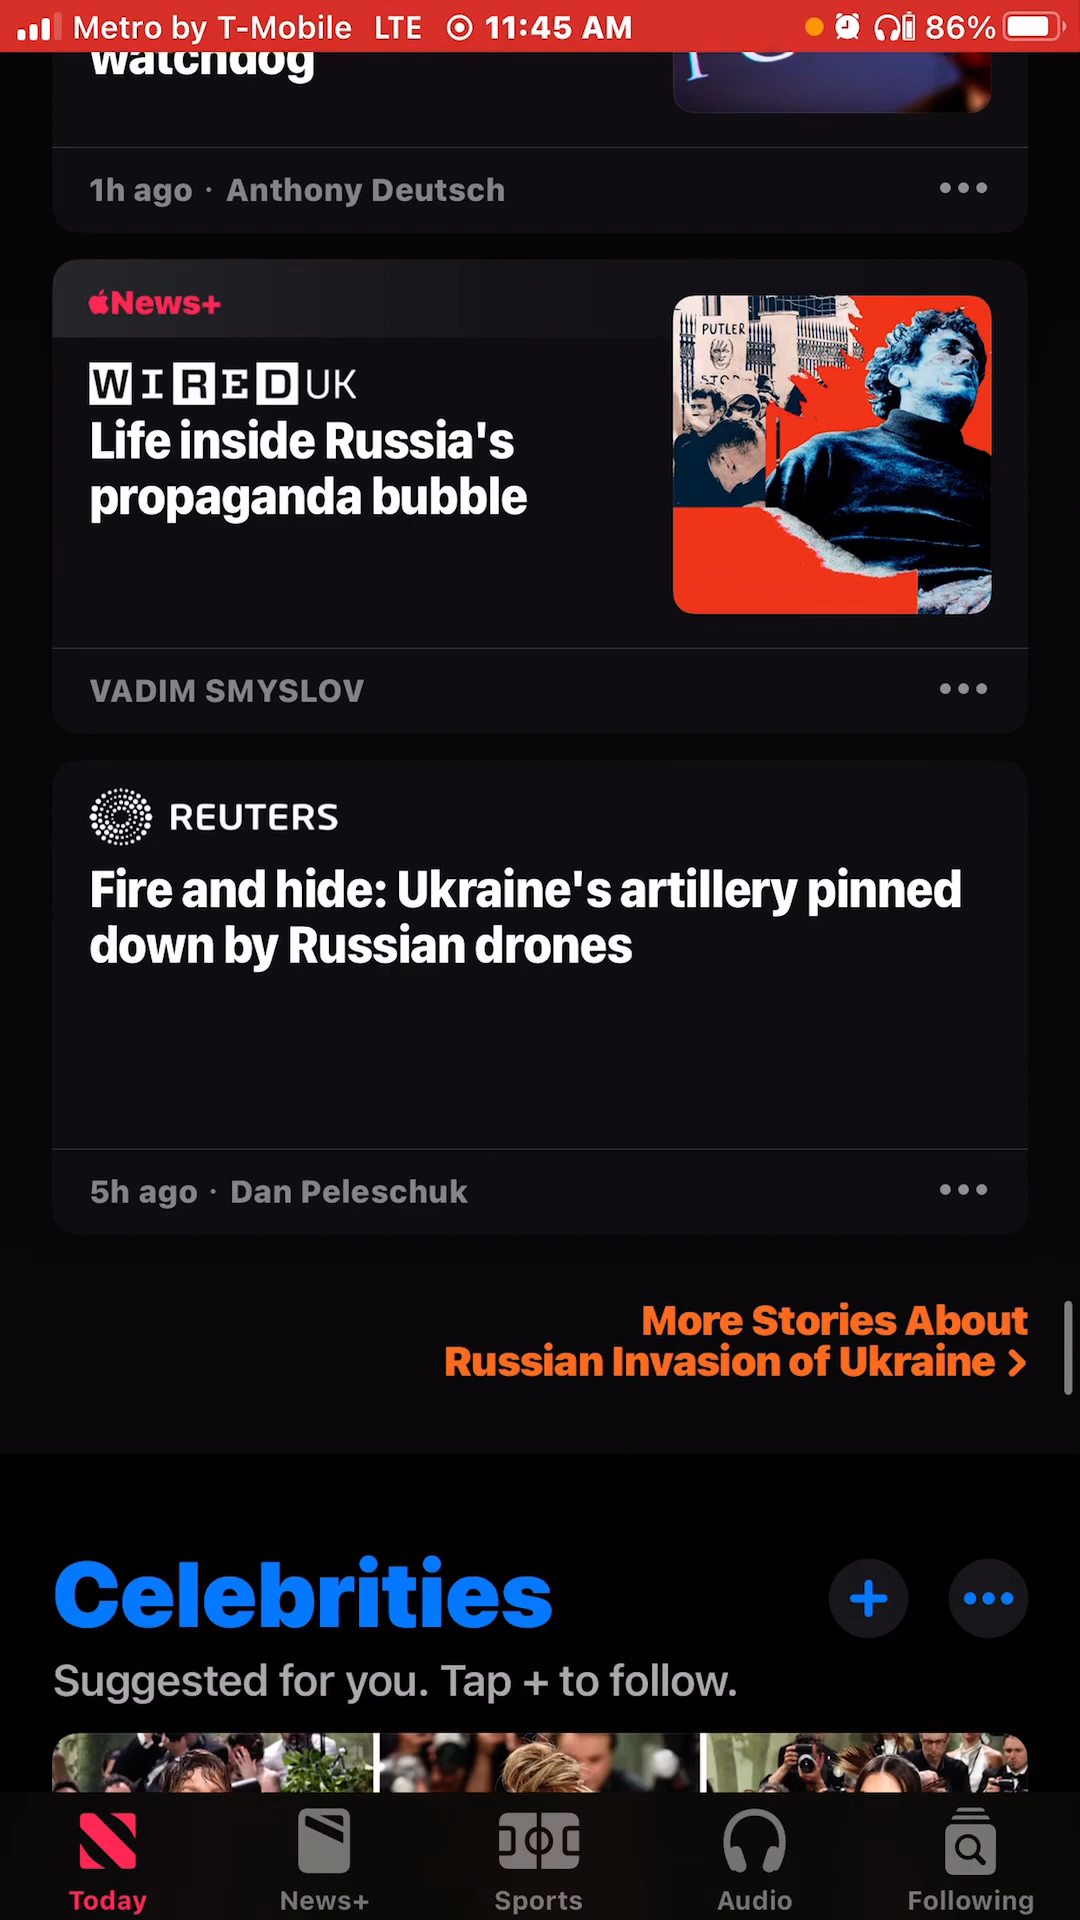 Metro by T-Mobile LTE 11:45 AM 86%
watchdog
1h ago · Anthony Deutsch
News+
WIRED UK
PUTLER
STOP
Life inside Russia's
propaganda bubble
VADIM SMYSLOV
REUTERS
Fire and hide: Ukraine's artillery pinned
down by Russian drones
5h ago · Dan Peleschuk
More Stories About
Russian Invasion of Ukraine >
Celebrities
Suggested for you. Tap + to follow.
Today News+ Sports Audio Following